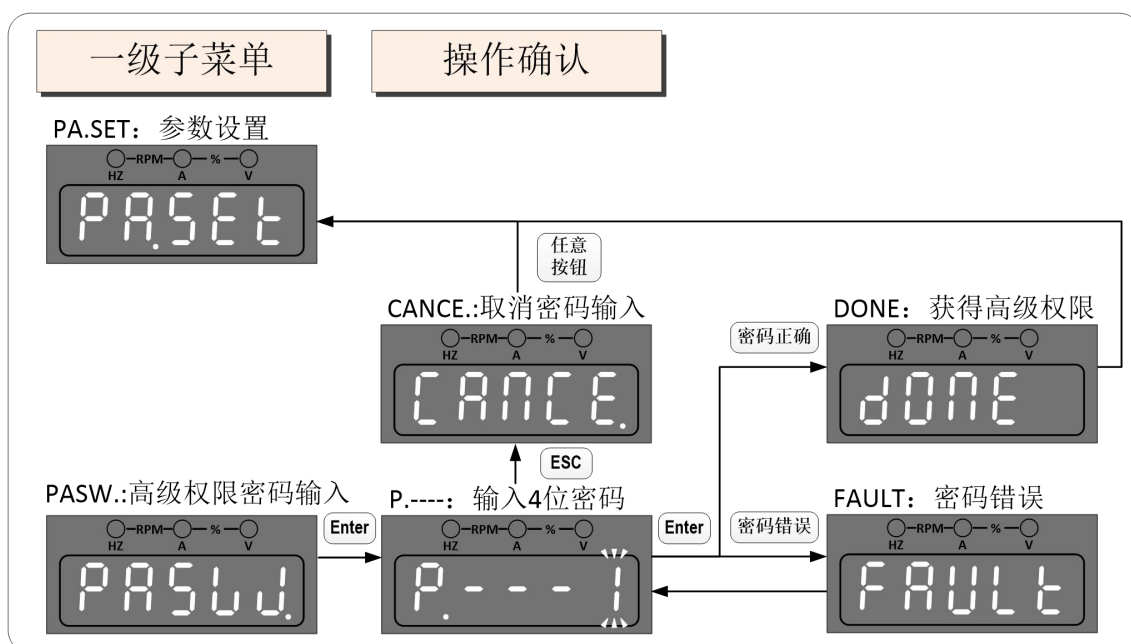 一级子菜单
操作确认
PA.SET：参数设置
RPM %
HZ A V
PA.SEt
任意
按钮
CANCE.:取消密码输入
RPM %
HZ A V
CANCE.
密码正确
DONE：获得高级权限
RPM %
HZ A V
dONE
ESC
PASW.:高级权限密码输入
RPM %
HZ A V
PASW.
Enter
P.----：输入4位密码
RPM %
HZ A V
P.---1
Enter
密码错误
FAULT：密码错误
RPM %
HZ A V
FAULt